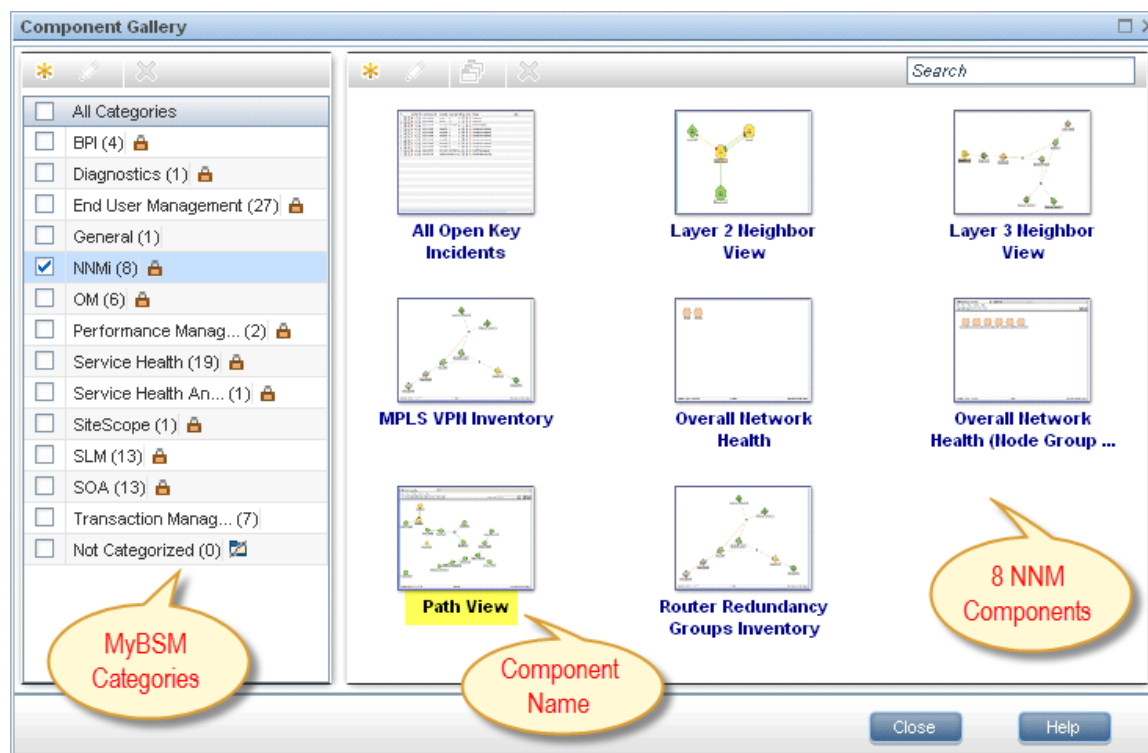 Component Gallery
Search
All Categories
BPI (4)
Diagnostics (1)
End User Management (27)
General (1)
NNMi (8)
OM (6)
Performance Manag... (2)
Service Health (19)
Service Health An... (1)
SiteScope (1)
SLM (13)
SOA (13)
Transaction Manag... (7)
Not Categorized (0)
MyBSM
Categories
All Open Key
Incidents
Layer 2 Neighbor
View
Layer 3 Neighbor
View
MPLS VPN Inventory
Overall Network
Health
Overall Network
Health (Node Group ...
Path View
Router Redundancy
Groups Inventory
Component
Name
8 NNM
Components
Close
Help